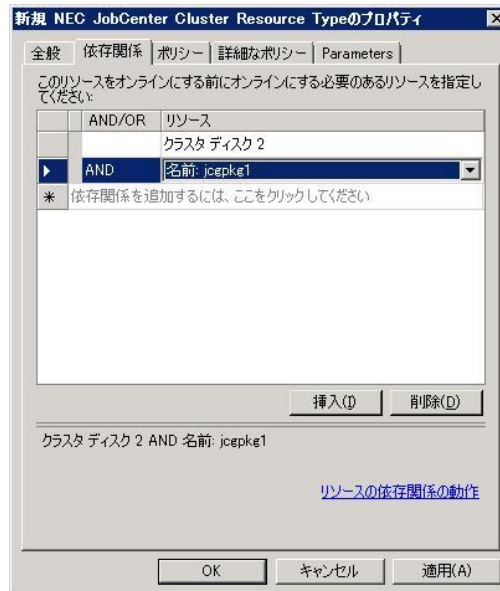 新規 NEC JobCenter Cluster Resource Typeのプロパティ
全般 依存関係 ポリシー 詳細なポリシー Parameters
このリソースをオンラインにする前にオンラインにする必要のあるリソースを指定し
てください:
AND/OR リソース
クラスタ ディスク 2
AND 名前: jcgpkg1
* 依存関係を追加するには、ここをクリックしてください
挿入(I) 削除(D)
クラスタ ディスク 2 AND 名前: jcgpkg1
リソースの依存関係の動作
OK キャンセル 適用(A)